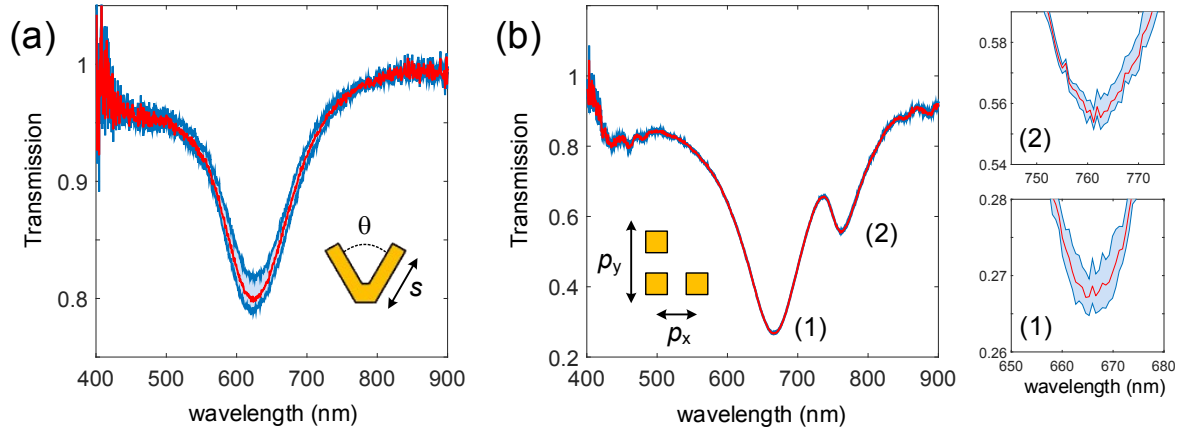 (a)
Transmission
1
0.9
0.8
400 500 600 700 800 900
wavelength (nm)
θ
s
(b)
Transmission
1
0.8
0.6
0.4
0.2
400 500 600 700 800 900
wavelength (nm)
py
px
(1)
(2)
0.58
0.56
0.54
(2)
750 760 770
0.28
0.27
0.26
(1)
650 660 670 680
wavelength (nm)